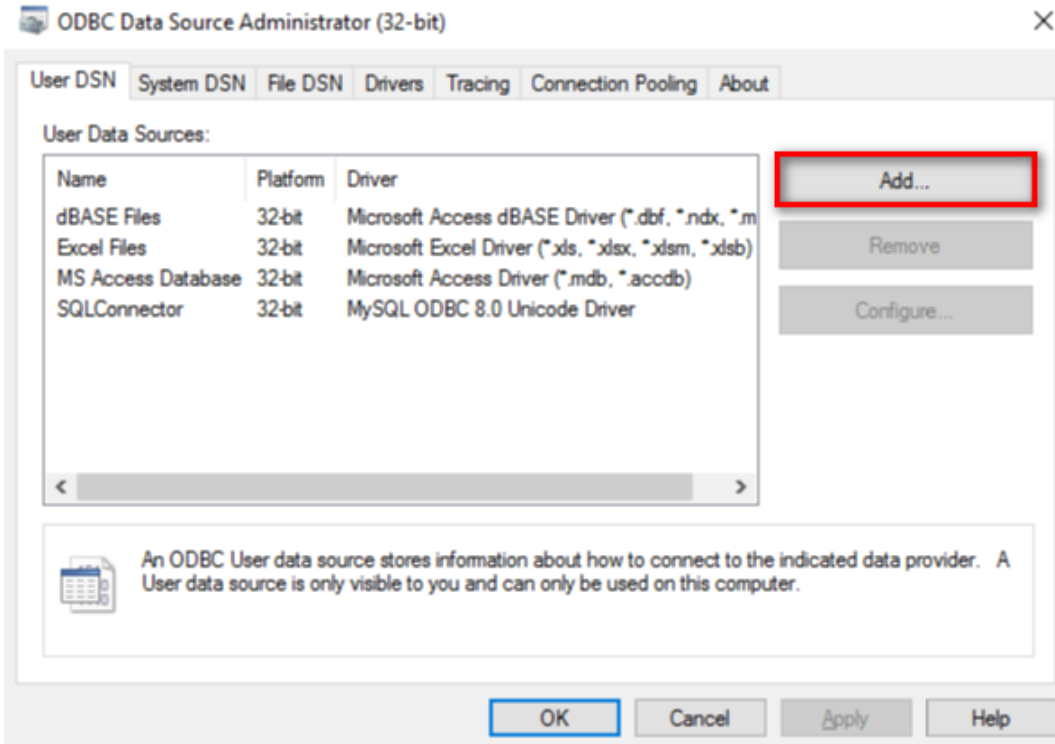 ODBC Data Source Administrator (32-bit)
User DSN System DSN File DSN Drivers Tracing Connection Pooling About
User Data Sources:
Name Platform Driver
dBASE Files 32-bit Microsoft Access dBASE Driver (*.dbf, *.ndx, *.m
Excel Files 32-bit Microsoft Excel Driver (*.xls, *.xlsx, *.xlsm, *.xlsb)
MS Access Database 32-bit Microsoft Access Driver (*.mdb, *.accdb)
SQLConnector 32-bit MySQL ODBC 8.0 Unicode Driver
Add...
Remove
Configure...
An ODBC User data source stores information about how to connect to the indicated data provider. A
User data source is only visible to you and can only be used on this computer.
OK Cancel Apply Help